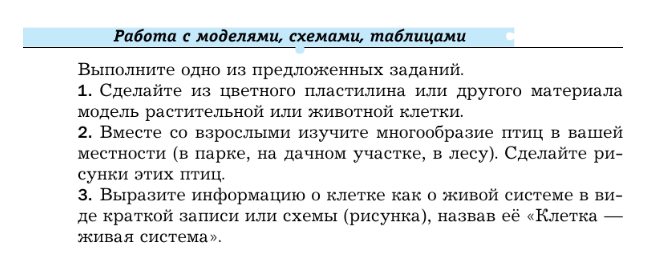 Работа с моделями, схемами, таблицами
Выполните одно из предложенных заданий.
1. Сделайте из цветного пластилина или другого материала
модель растительной или животной клетки.
2. Вместе со взрослыми изучите многообразие птиц в вашей
местности (в парке, на дачном участке, в лесу). Сделайте ри-
сунки этих птиц.
3. Выразите информацию о клетке как о живой системе в ви-
де краткой записи или схемы (рисунка), назвав её «Клетка —
живая система».